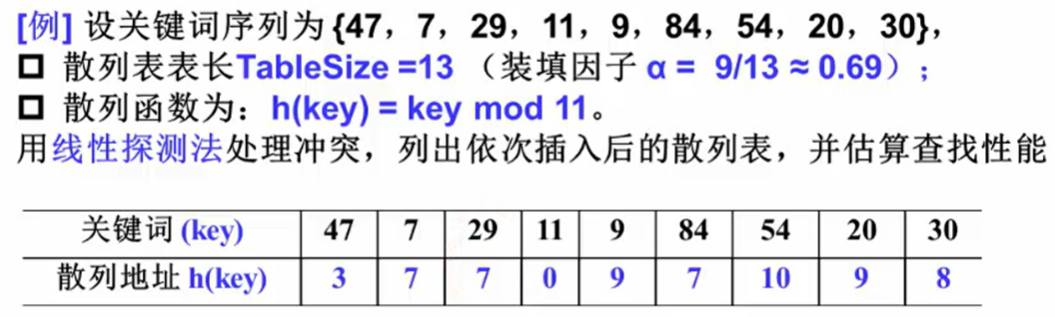 [例] 设关键词序列为{47，7，29，11，9，84，54，20，30}，
散列表表长TableSize =13 （装填因子 α = 9/13 ≈ 0.69）；
散列函数为：h(key) = key mod 11。
用线性探测法处理冲突，列出依次插入后的散列表，并估算查找性能
关键词 (key) 47 7 29 11 9 84 54 20 30
散列地址 h(key) 3 7 7 0 9 7 10 9 8